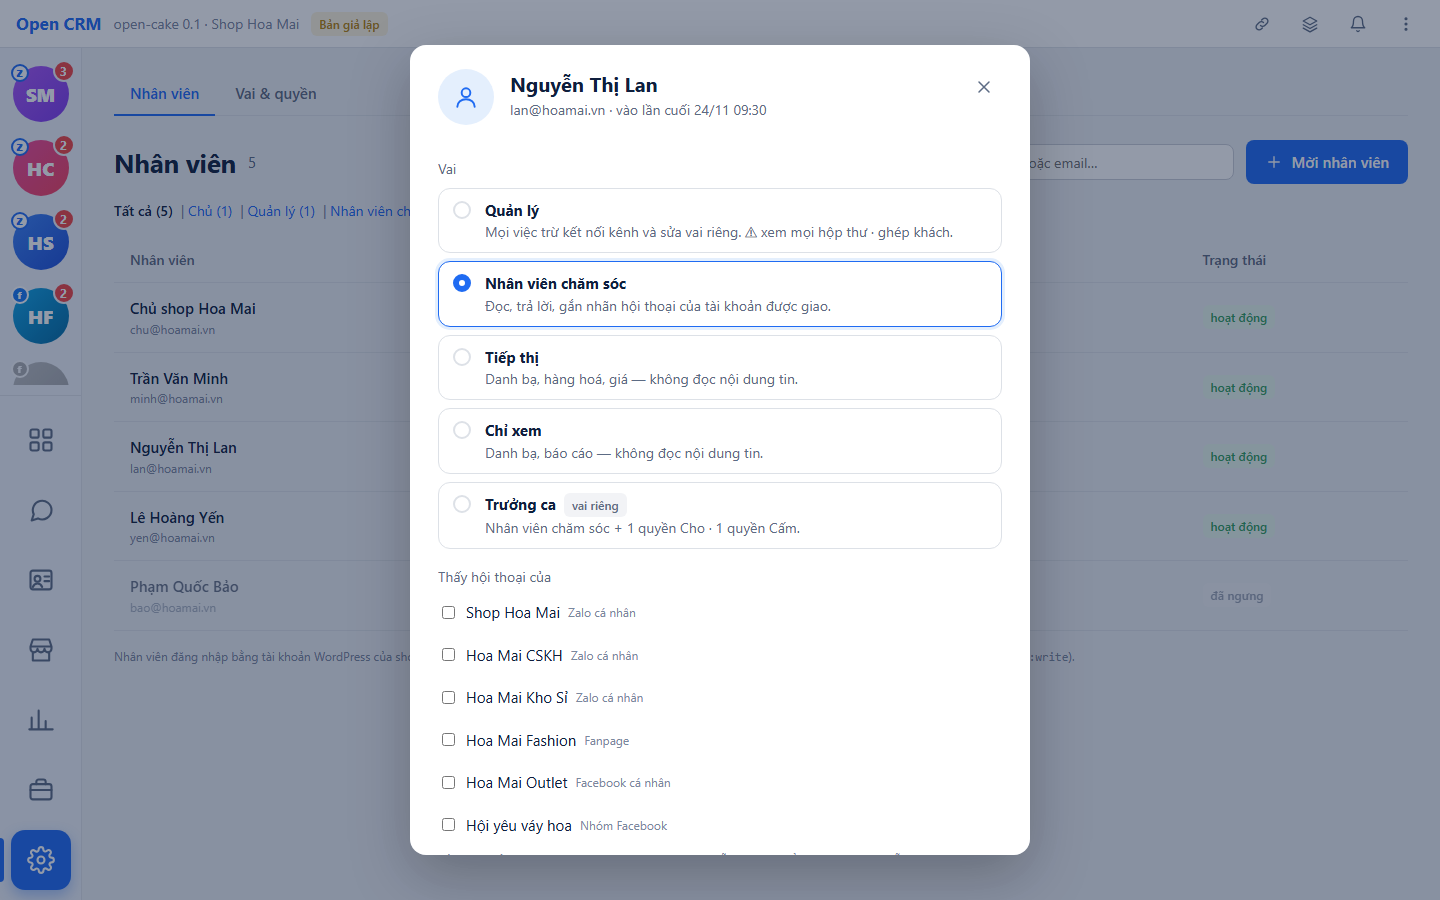 Open CRM open-cake 0.1 · Shop Hoa Mai Bản giả lập
z 3
SM
z 2
HC
z 2
HS
f 2
HF
f
Nhân viên Vai & quyền
Nhân viên 5
oặc email...
Mời nhân viên
Tất cả (5) | Chủ (1) | Quản lý (1) | Nhân viên ch
Nhân viên Trạng thái
Chủ shop Hoa Mai
chu@hoamai.vn
hoạt động
Trần Văn Minh
minh@hoamai.vn
hoạt động
Nguyễn Thị Lan
lan@hoamai.vn
hoạt động
Lê Hoàng Yến
yen@hoamai.vn
hoạt động
Phạm Quốc Bảo
bao@hoamai.vn
đã ngưng
Nhân viên đăng nhập bằng tài khoản WordPress của sh
:write).
Nguyễn Thị Lan
lan@hoamai.vn · vào lần cuối 24/11 09:30
Vai
Quản lý
Mọi việc trừ kết nối kênh và sửa vai riêng. ⚠ xem mọi hộp thư · ghép khách.
Nhân viên chăm sóc
Đọc, trả lời, gắn nhãn hội thoại của tài khoản được giao.
Tiếp thị
Danh bạ, hàng hoá, giá — không đọc nội dung tin.
Chỉ xem
Danh bạ, báo cáo — không đọc nội dung tin.
Trưởng ca vai riêng
Nhân viên chăm sóc + 1 quyền Cho · 1 quyền Cấm.
Thấy hội thoại của
Shop Hoa Mai Zalo cá nhân
Hoa Mai CSKH Zalo cá nhân
Hoa Mai Kho Sỉ Zalo cá nhân
Hoa Mai Fashion Fanpage
Hoa Mai Outlet Facebook cá nhân
Hội yêu váy hoa Nhóm Facebook